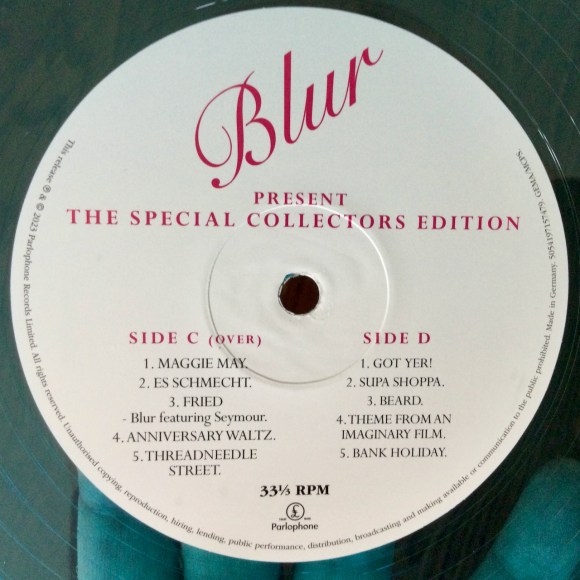 Blur
PRESENT
THE SPECIAL COLLECTORS EDITION
SIDE C (OVER)
1. MAGGIE MAY.
2. ES SCHMECHT.
3. FRIED
- Blur featuring Seymour.
4. ANNIVERSARY WALTZ.
5. THREADNEEDLE
STREET.
SIDE D
1. GOT YER!
2. SUPA SHOPPA.
3. BEARD.
4. THEME FROM AN
IMAGINARY FILM.
5. BANK HOLIDAY.
33⅓ RPM
Parlophone
This release ℗ & © 2023 Parlophone Records Limited. All rights reserved. Unauthorised copying, reproduction, hiring, lending, public performance, distribution, broadcasting and making available or communication to the public prohibited. Made in Germany. 5054197157479. GEMA/MCPS.